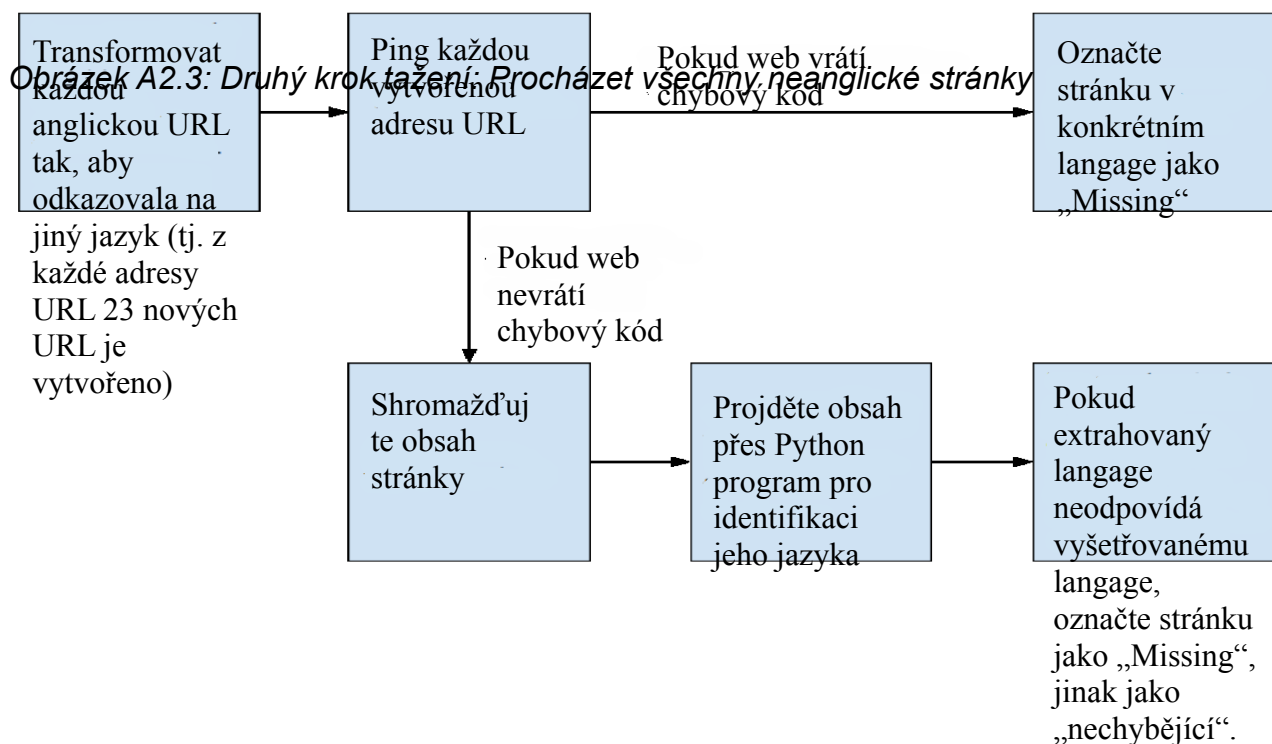 Obrázek A2.3: Druhý krok tažení: Procházet všechny neanglické stránky
Transformovat
každou
anglickou URL
tak, aby
odkazovala na
jiný jazyk (tj. z
každé adresy
URL 23 nových
URL je
vytvořeno)
Ping každou
vytvořenou
adresu URL
Pokud web vrátí
chybový kód
Označte
stránku v
konkrétním
langage jako
„Missing“
Pokud web
nevrátí
chybový kód
Shromažďuj
te obsah
stránky
Projděte obsah
přes Python
program pro
identifikaci
jeho jazyka
Pokud
extrahovaný
langage
neodpovídá
vyšetřovanému
langage,
označte stránku
jako „Missing“,
jinak jako
„nechybějící“.